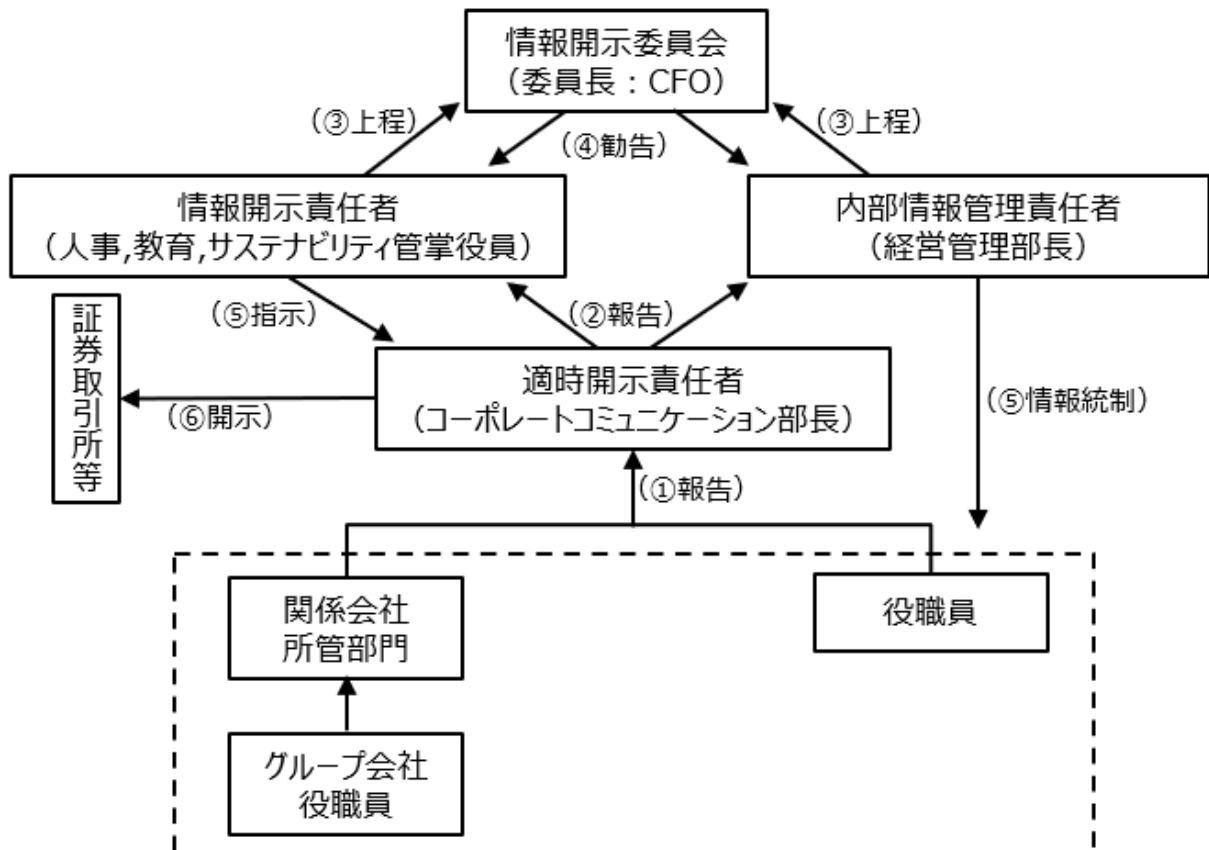 情報開示委員会
（委員長：CFO）
（③上程）
（③上程）
（④勧告）
情報開示責任者
（人事,教育,サステナビリティ管掌役員）
内部情報管理責任者
（経営管理部長）
（⑤指示）
（②報告）
証券取引所等
適時開示責任者
（コーポレートコミュニケーション部長）
（⑥開示）
（⑤情報統制）
（①報告）
関係会社
所管部門
役職員
グループ会社
役職員